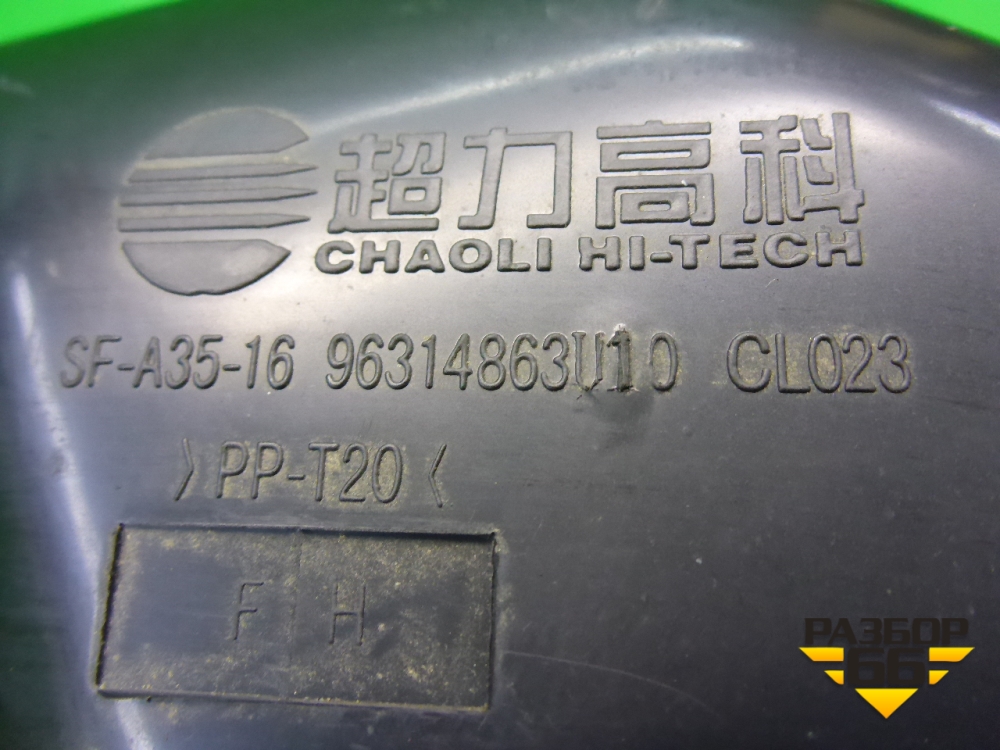 超力高科
CHAOLI HI-TECH
SF-A35-16 96314863U10 CL023
>PP-T20<
F H
РАЗБОР
66